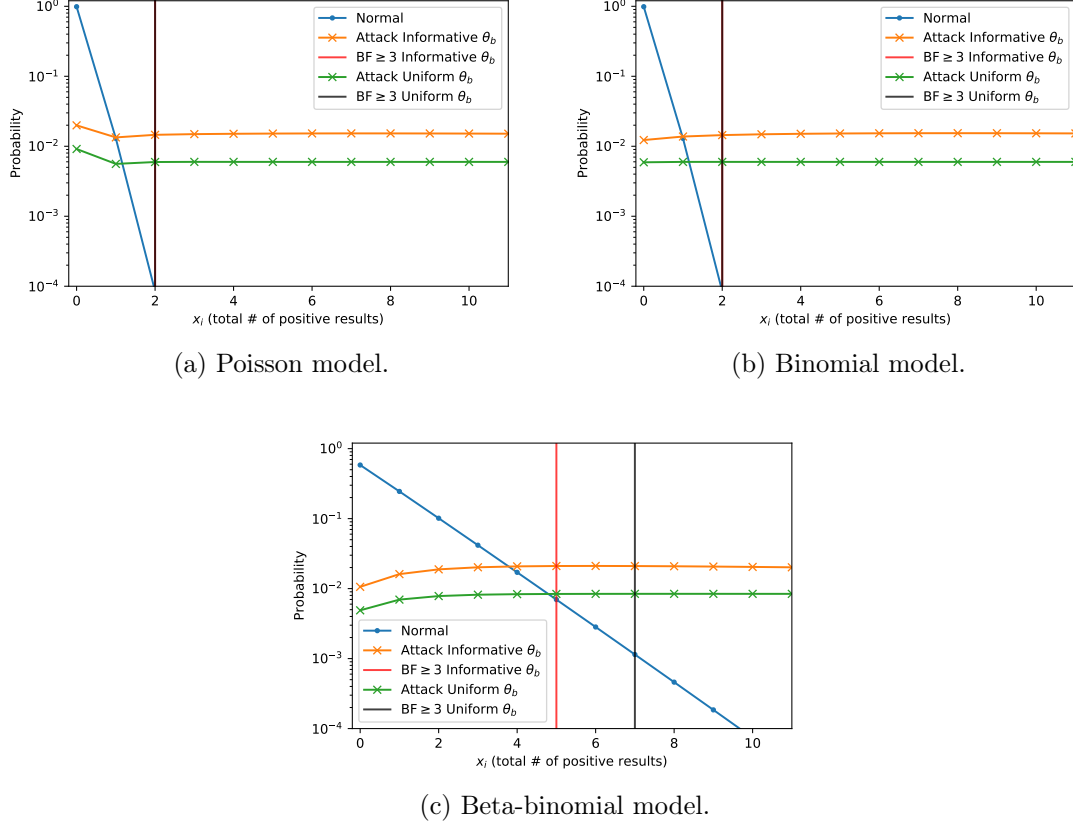 Probability
10^0
10^{-1}
10^{-2}
10^{-3}
10^{-4}
Normal
Attack Informative θ_b
BF ≥ 3 Informative θ_b
Attack Uniform θ_b
BF ≥ 3 Uniform θ_b
0 2 4 6 8 10
x_i (total # of positive results)
(a) Poisson model.
Probability
10^0
10^{-1}
10^{-2}
10^{-3}
10^{-4}
Normal
Attack Informative θ_b
BF ≥ 3 Informative θ_b
Attack Uniform θ_b
BF ≥ 3 Uniform θ_b
0 2 4 6 8 10
x_i (total # of positive results)
(b) Binomial model.
Probability
10^0
10^{-1}
10^{-2}
10^{-3}
10^{-4}
Normal
Attack Informative θ_b
BF ≥ 3 Informative θ_b
Attack Uniform θ_b
BF ≥ 3 Uniform θ_b
0 2 4 6 8 10
x_i (total # of positive results)
(c) Beta-binomial model.